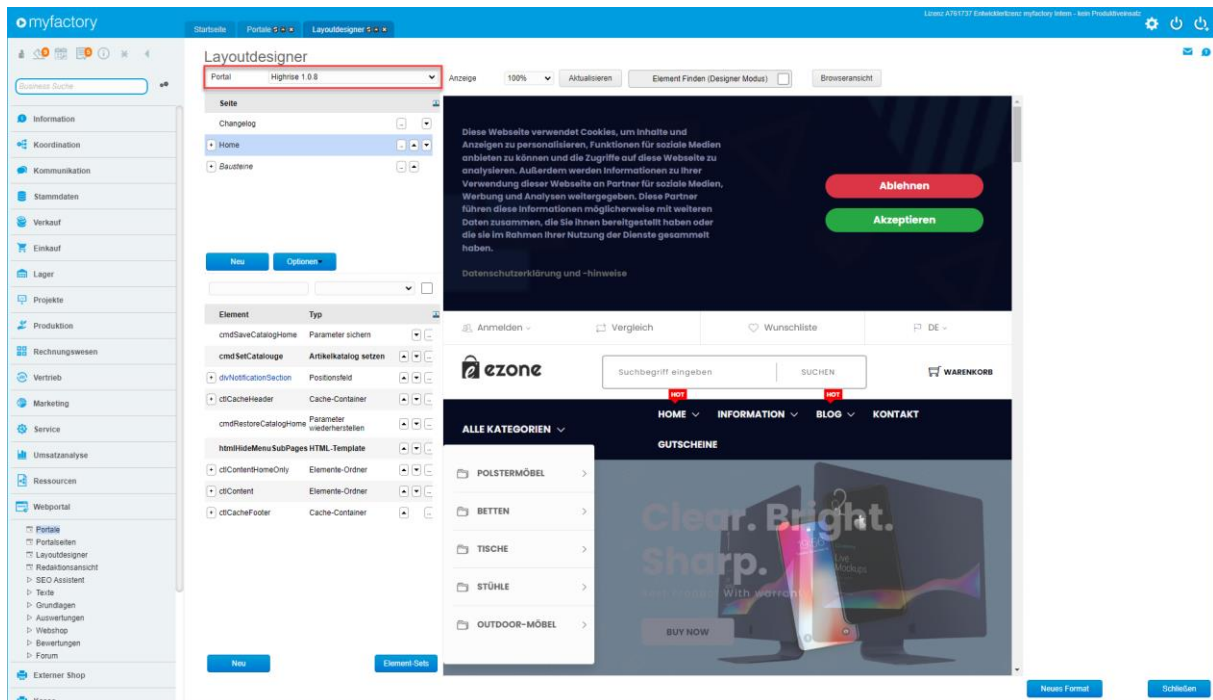 Lizenz A761737 Entwicklerlizenz myfactory Intern - kein Produktiveinsatz
myfactory
Startseite
Portale
Layoutdesigner
Business Suche
Information
Koordination
Kommunikation
Stammdaten
Verkauf
Einkauf
Lager
Projekte
Produktion
Rechnungswesen
Vertrieb
Marketing
Service
Umsatzanalyse
Ressourcen
Webportal
Portale
Portalseiten
Layoutdesigner
Redaktionsansicht
SEO Assistent
Texte
Grundlagen
Auswertungen
Webshop
Bewertungen
Forum
Externer Shop
Layoutdesigner
Portal Highrise 1.0.8
Anzeige 100% Aktualisieren Element Finden (Designer Modus) Browseransicht
Seite
Changelog
Home
Bausteine
Neu Optionen
Element Typ
cmdSaveCatalogHome Parameter sichern
cmdSetCatalouge Artikelkatalog setzen
divNotificationSection Positionsfeld
ctlCacheHeader Cache-Container
cmdRestoreCatalogHome Parameter wiederherstellen
htmlHideMenuSubPages HTML-Template
ctlContentHomeOnly Elemente-Ordner
ctlContent Elemente-Ordner
ctlCacheFooter Cache-Container
Neu Element-Sets
Diese Webseite verwendet Cookies, um Inhalte und
Anzeigen zu personalisieren, Funktionen für soziale Medien
anbieten zu können und die Zugriffe auf diese Webseite zu
analysieren. Außerdem werden Informationen zu Ihrer
Verwendung dieser Webseite an Partner für soziale Medien,
Werbung und Analysen weitergegeben. Diese Partner
führen diese Informationen möglicherweise mit weiteren
Daten zusammen, die Sie ihnen bereitgestellt haben oder
die sie im Rahmen Ihrer Nutzung der Dienste gesammelt
haben.
Datenschutzerklärung und -hinweise
Ablehnen
Akzeptieren
Anmelden Vergleich Wunschliste DE
ezone
Suchbegriff eingeben SUCHEN
WARENKORB
HOT HOT
ALLE KATEGORIEN
HOME INFORMATION BLOG KONTAKT
GUTSCHEINE
POLSTERMÖBEL
BETTEN
TISCHE
STÜHLE
OUTDOOR-MÖBEL
Clear. Bright.
Sharp.
With
BUY NOW
Live
Mockups
Neues Format Schließen